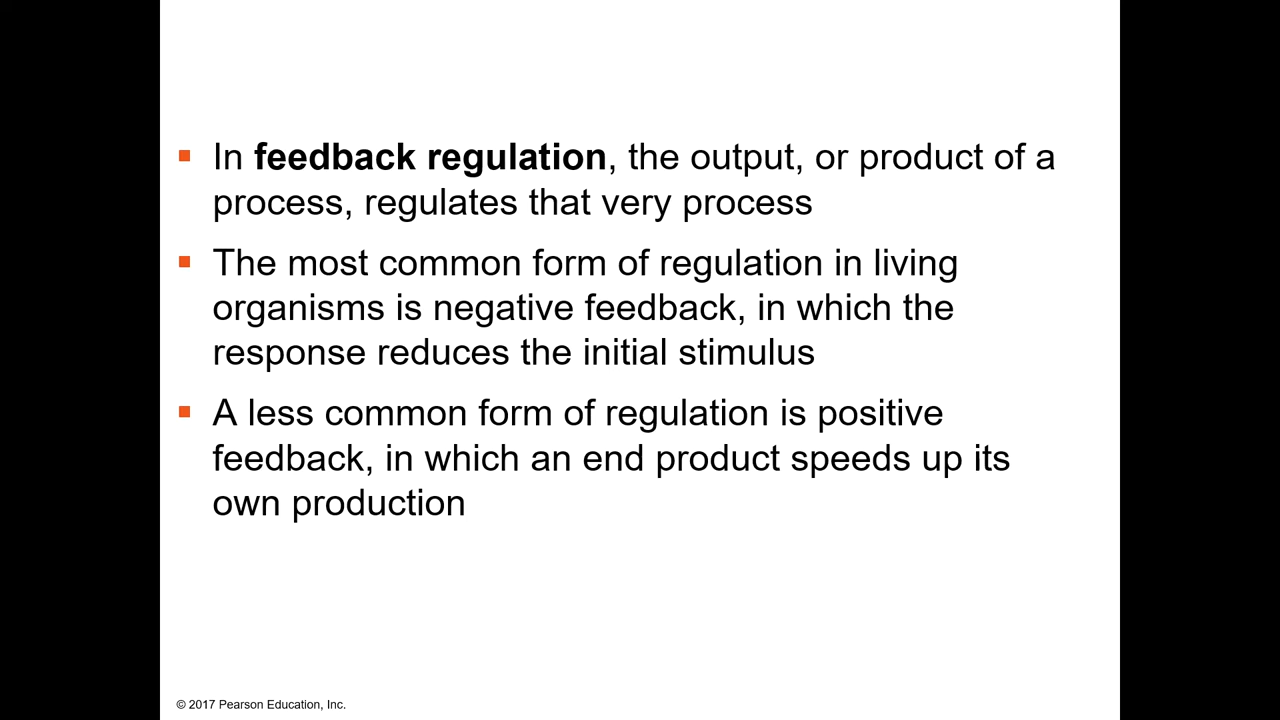 In feedback regulation, the output, or product of a
process, regulates that very process
The most common form of regulation in living
organisms is negative feedback, in which the
response reduces the initial stimulus
A less common form of regulation is positive
feedback, in which an end product speeds up its
own production
© 2017 Pearson Education, Inc.